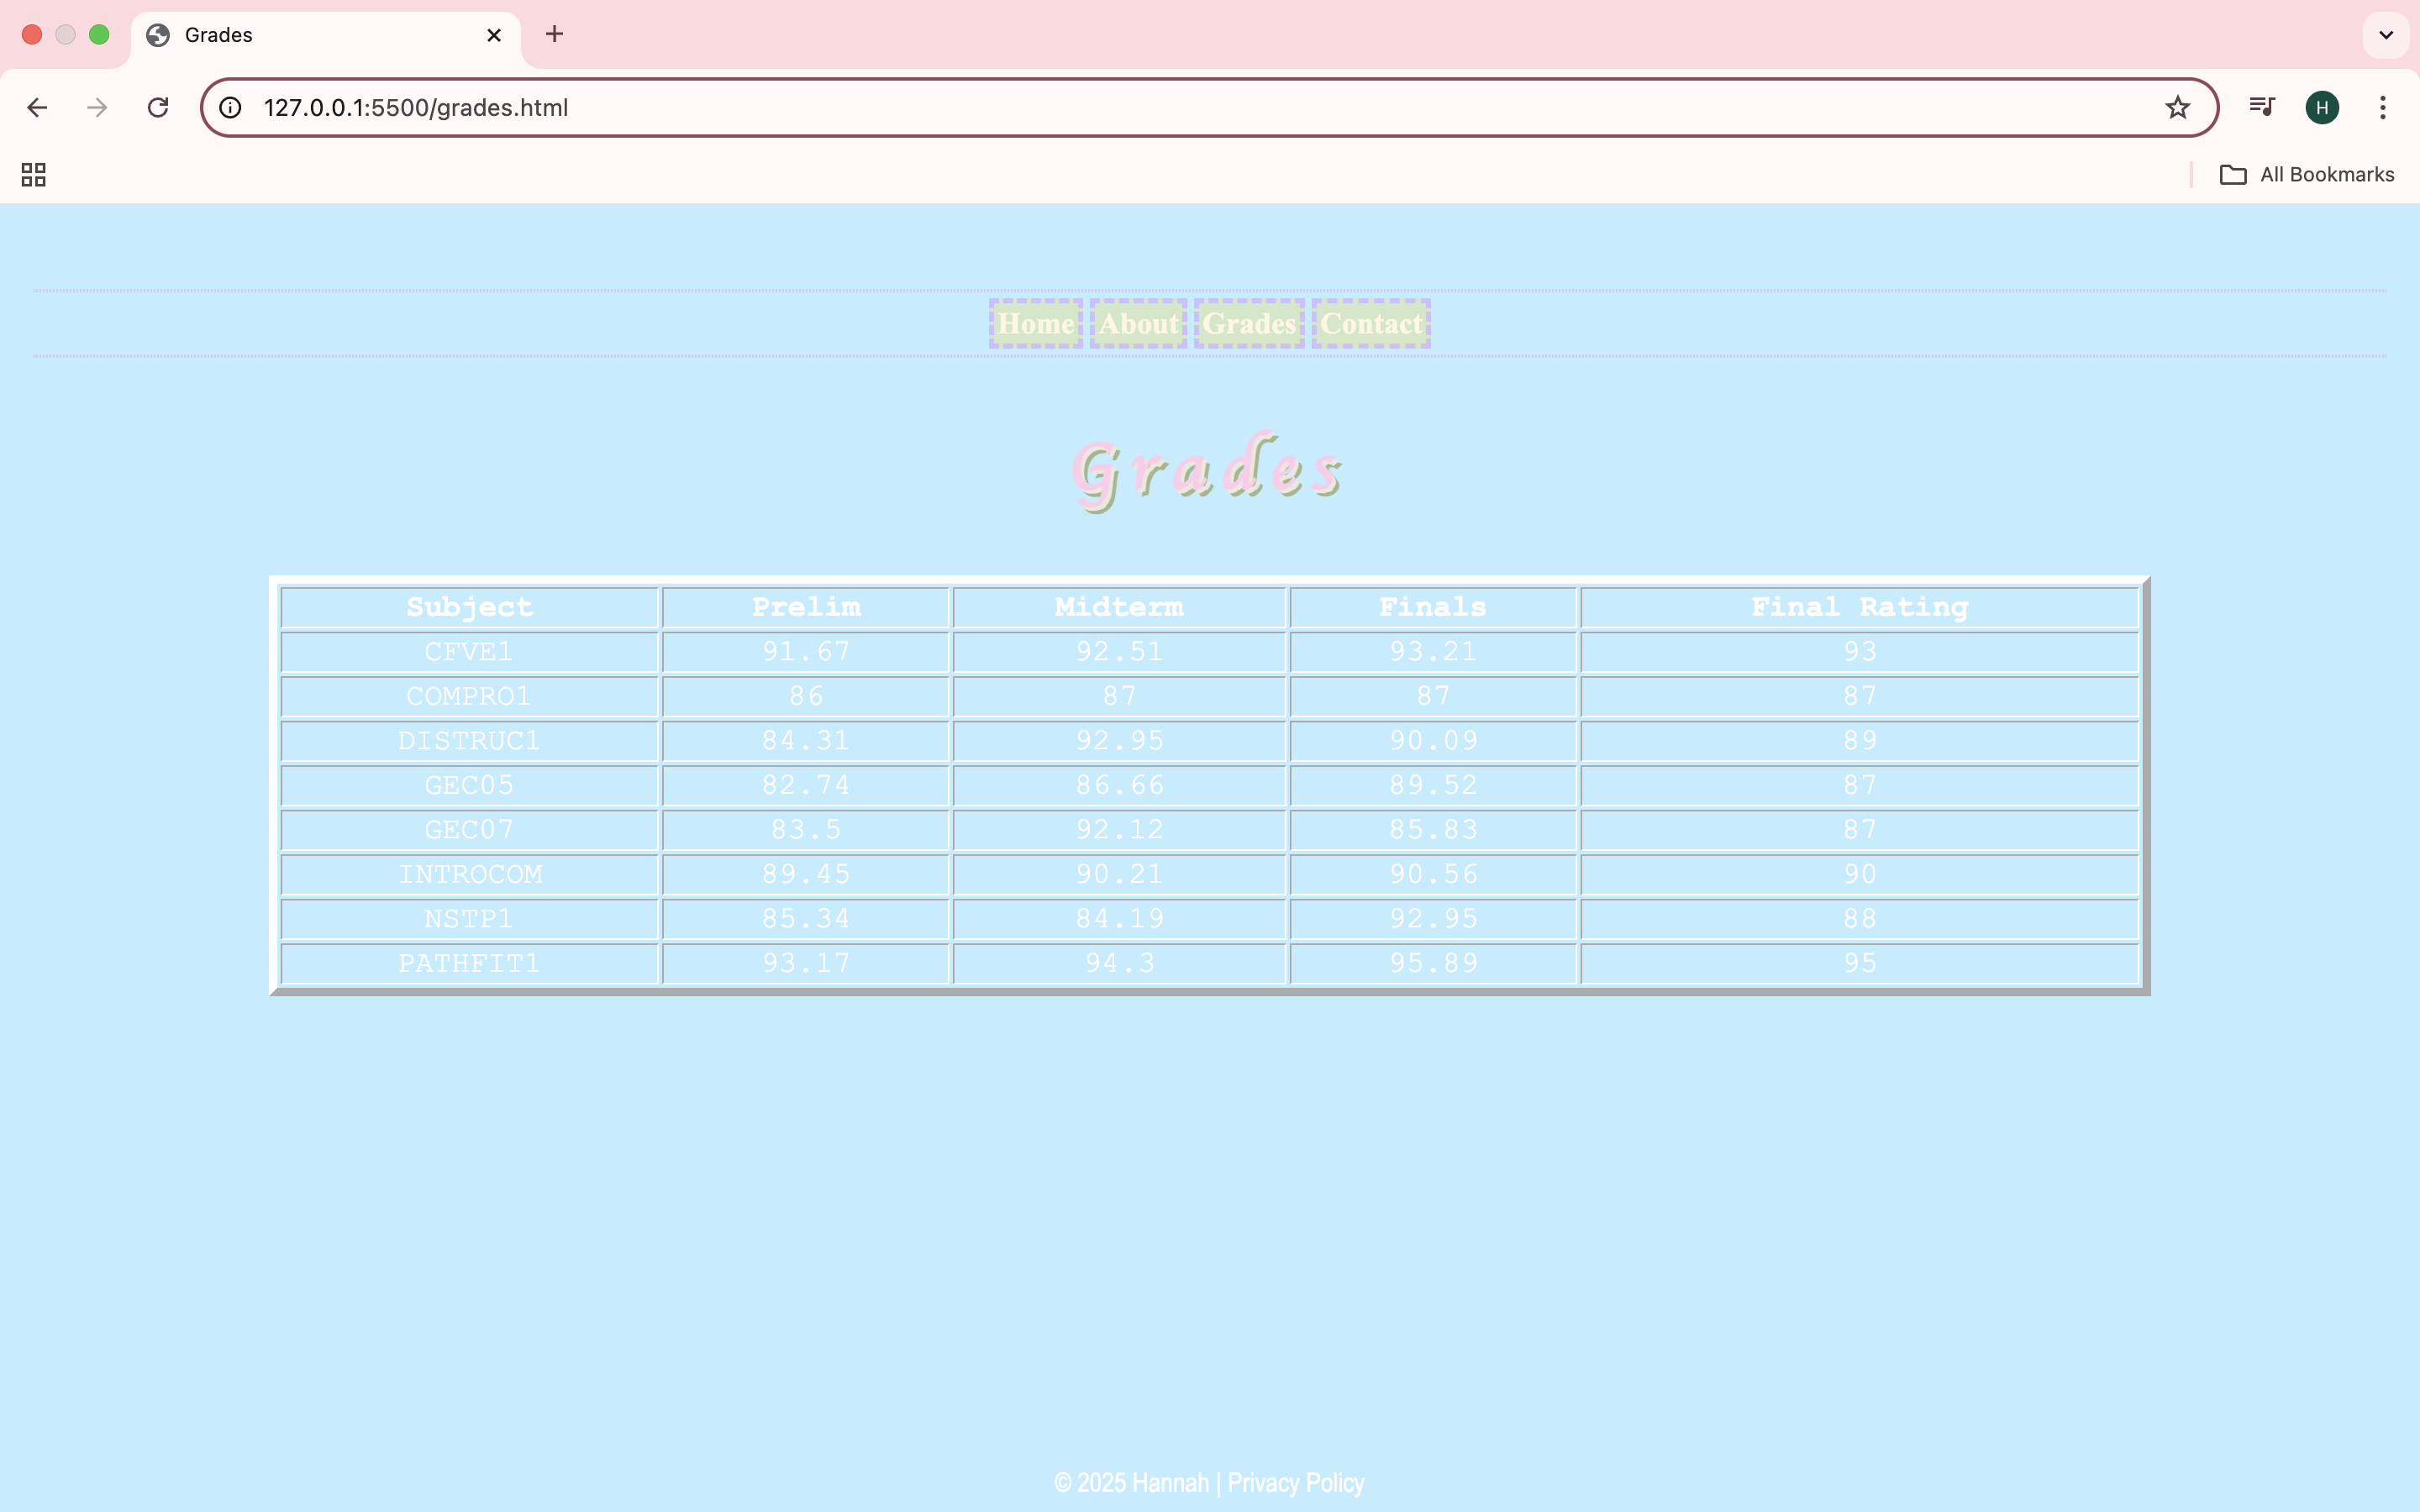 Grades
127.0.0.1:5500/grades.html
H
All Bookmarks
Home About Grades Contact
Grades
Subject Prelim Midterm Finals Final Rating
CFVE1 91.67 92.51 93.21 93
COMPRO1 86 87 87 87
DISTRUC1 84.31 92.95 90.09 89
GEC05 82.74 86.66 89.52 87
GEC07 83.5 92.12 85.83 87
INTROCOM 89.45 90.21 90.56 90
NSTP1 85.34 84.19 92.95 88
PATHFIT1 93.17 94.3 95.89 95
© 2025 Hannah | Privacy Policy